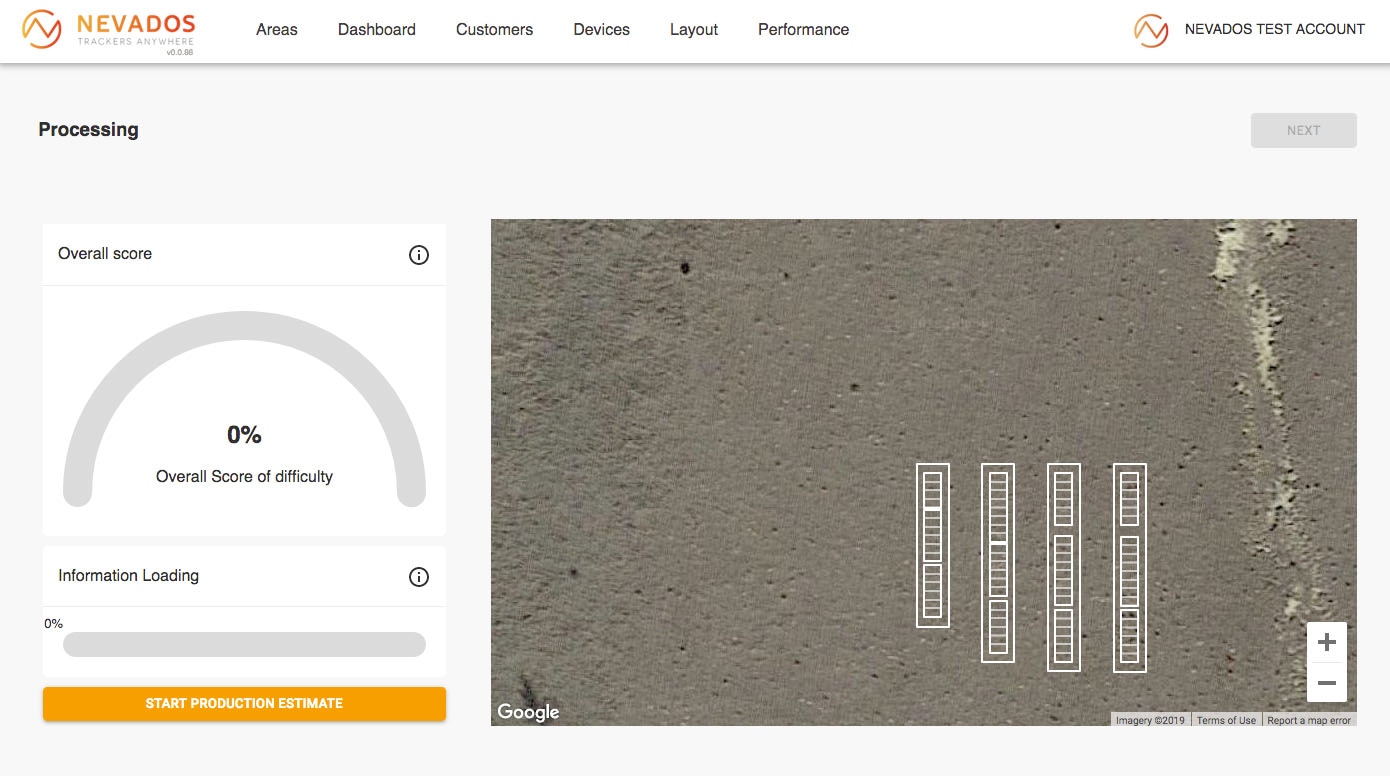 NEVADOS
TRACKERS ANYWHERE
v0.0.88
Areas
Dashboard
Customers
Devices
Layout
Performance
NEVADOS TEST ACCOUNT
Processing
NEXT
Overall score
0%
Overall Score of difficulty
Information Loading
0%
START PRODUCTION ESTIMATE
Google
Imagery ©2019
Terms of Use
Report a map error